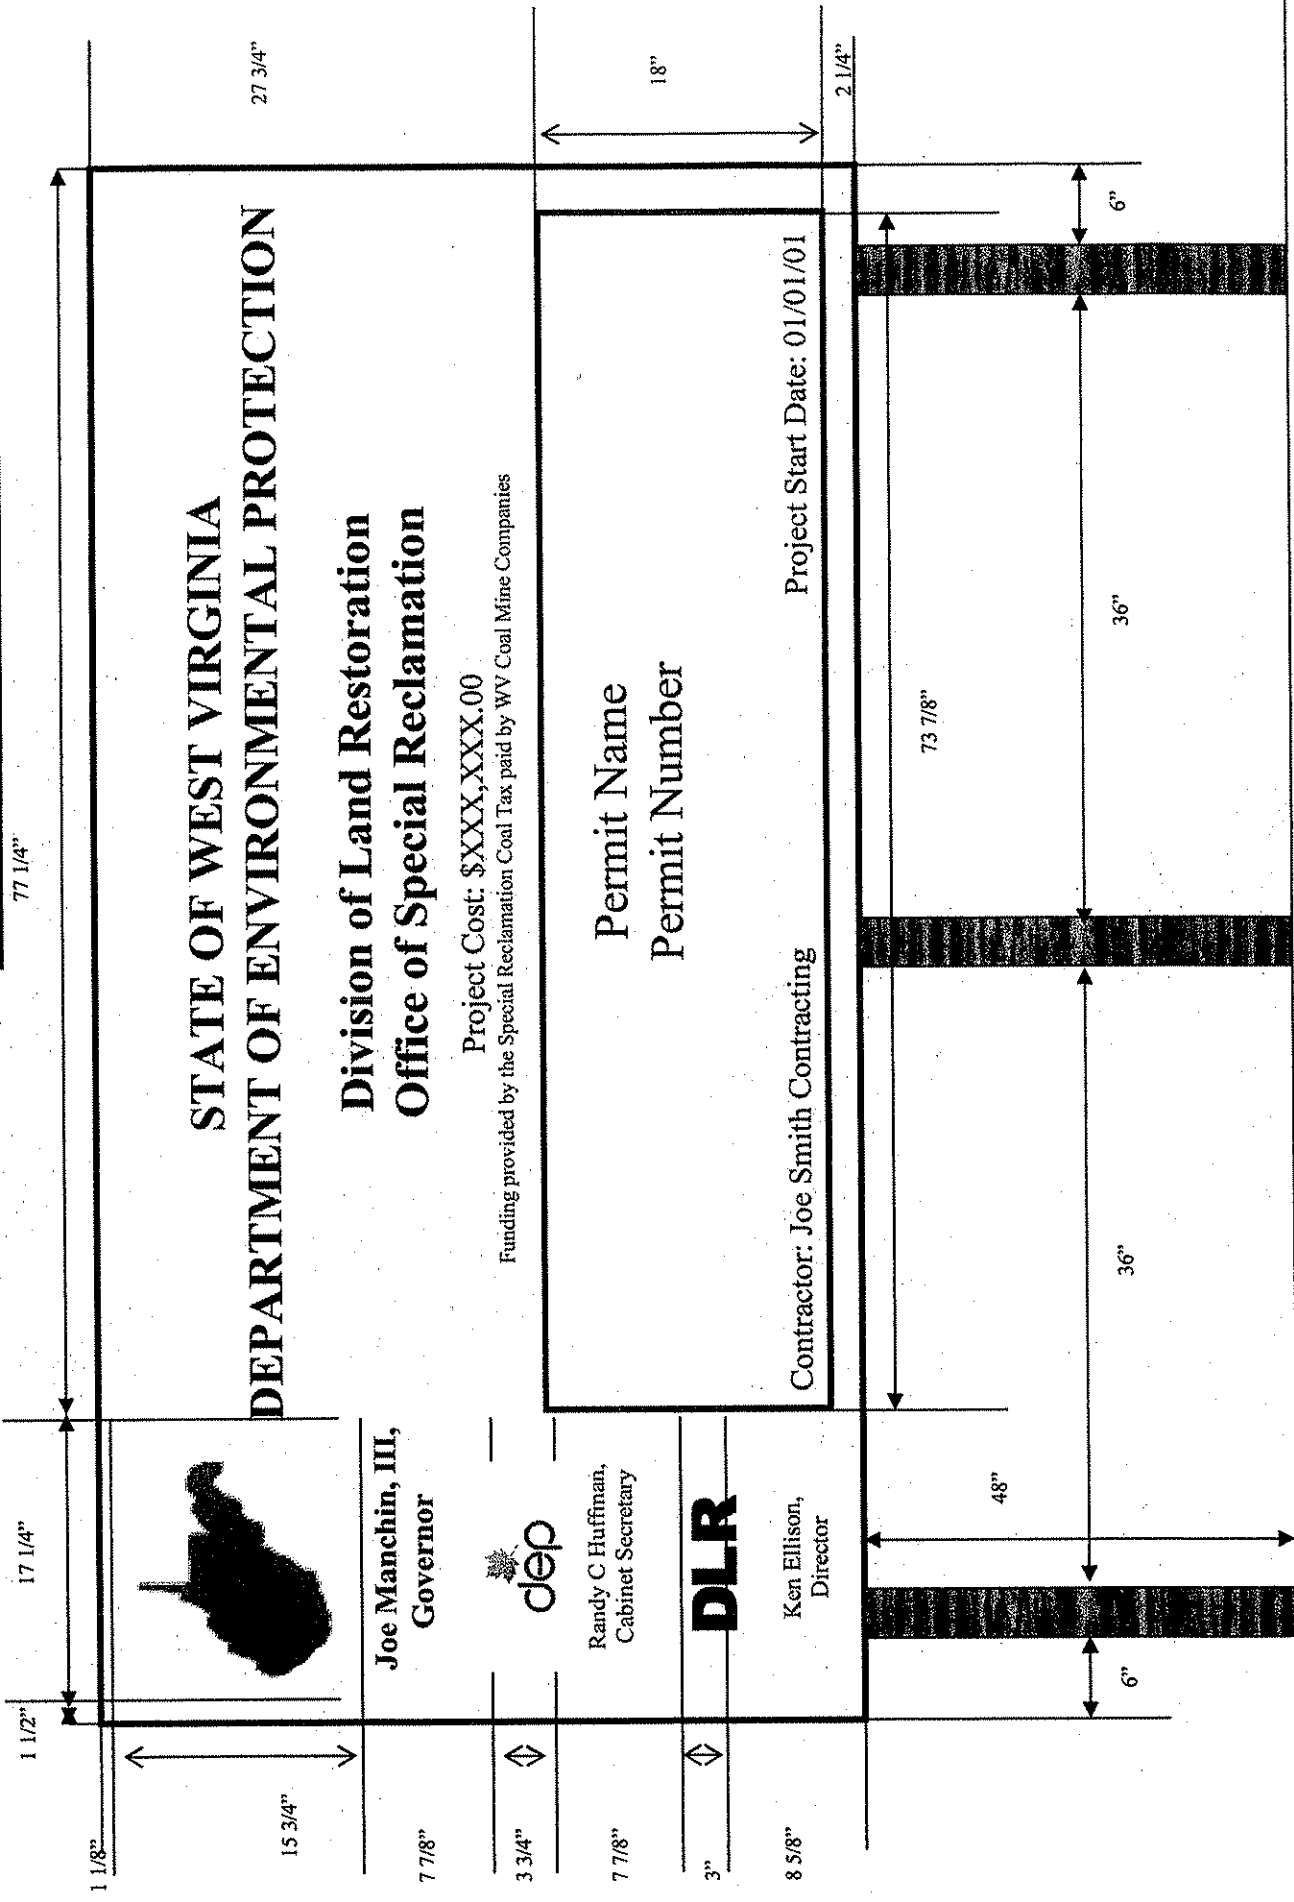 1 1/2”
17 1/4”
77 1/4”
1 1/8”
15 3/4”
7 7/8”
3 3/4”
7 7/8”
3”
8 5/8”
Joe Manchin, III,
Governor
dep
Randy C Huffman,
Cabinet Secretary
DLR
Ken Ellison,
Director
STATE OF WEST VIRGINIA
DEPARTMENT OF ENVIRONMENTAL PROTECTION
Division of Land Restoration
Office of Special Reclamation
Project Cost: $XXX,XXX.00
Funding provided by the Special Reclamation Coal Tax paid by WV Coal Mine Companies
Permit Name
Permit Number
Contractor: Joe Smith Contracting
Project Start Date: 01/01/01
27 3/4”
18”
2 1/4”
73 7/8”
48”
6”
36”
36”
6”